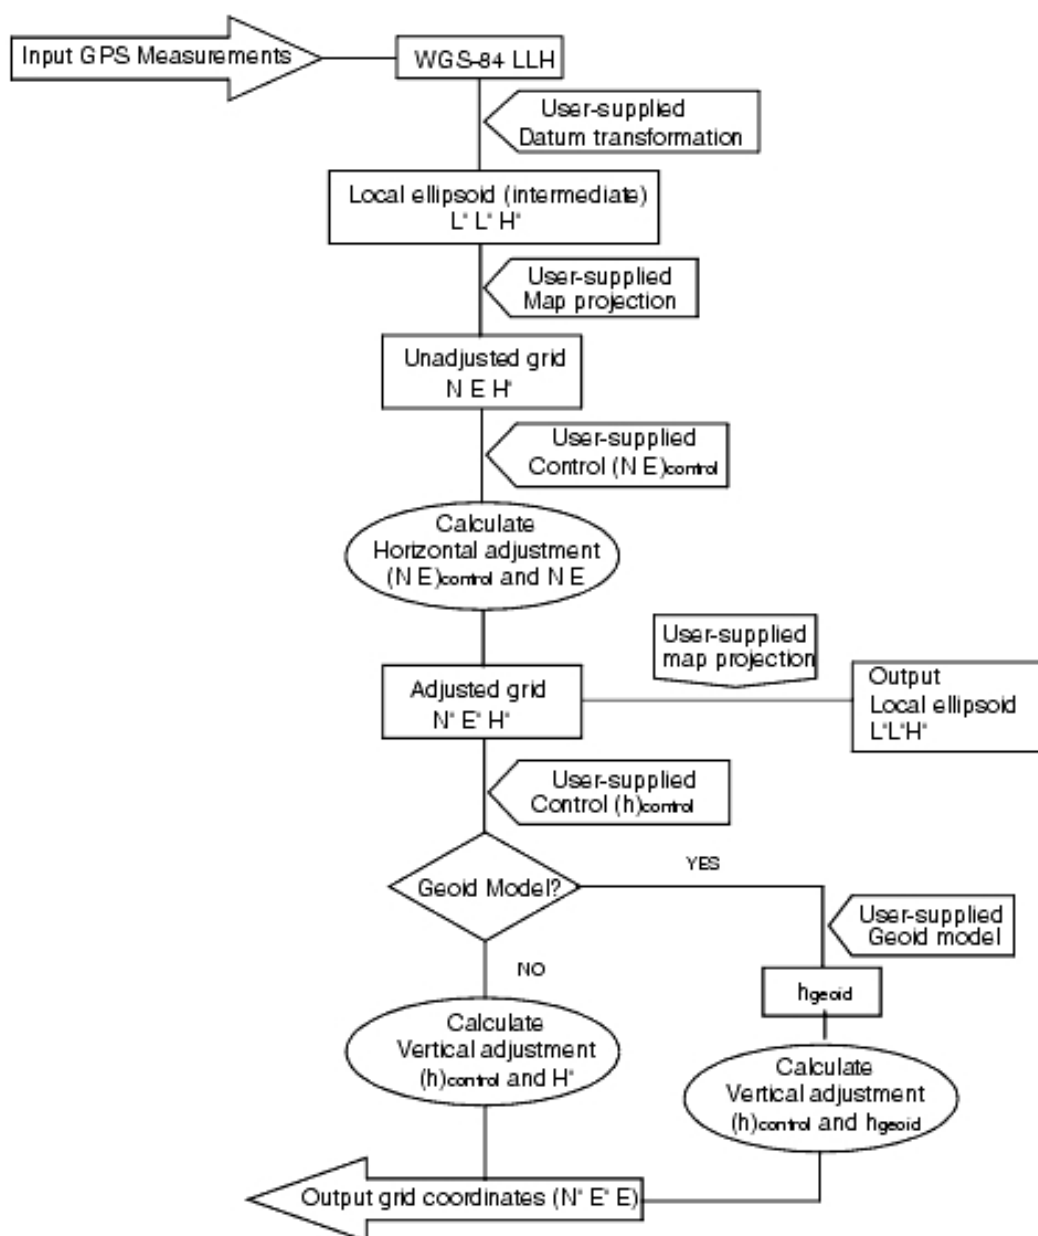 Input GPS Measurements
WGS-84 LLH
User-supplied
Datum transformation
Local ellipsoid (intermediate)
L' L' H'
User-supplied
Map projection
Unadjusted grid
N E H'
User-supplied
Control (N E)control
Calculate
Horizontal adjustment
(N E)control and N E
User-supplied
map projection
Adjusted grid
N' E' H'
Output
Local ellipsoid
L'L'H'
User-supplied
Control (h)control
Geoid Model?
YES
User-supplied
Geoid model
NO
hgeoid
Calculate
Vertical adjustment
(h)control and H'
Calculate
Vertical adjustment
(h)control and hgeoid
Output grid coordinates (N' E' E)